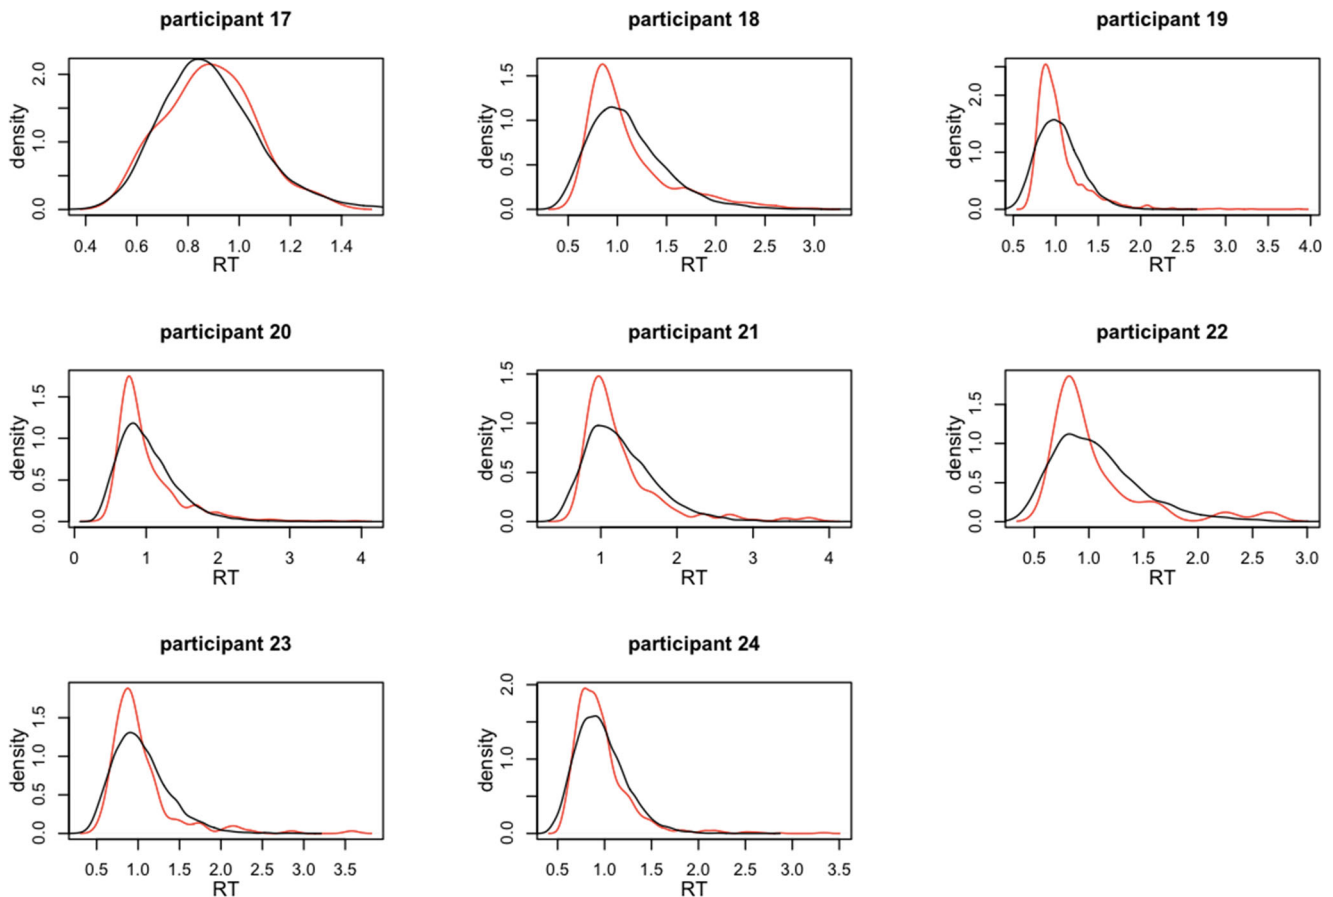 participant 17
density
0.0 1.0 2.0
0.4 0.6 0.8 1.0 1.2 1.4
RT
participant 18
density
0.0 0.5 1.0 1.5
0.5 1.0 1.5 2.0 2.5 3.0
RT
participant 19
density
0.0 1.0 2.0
0.5 1.0 1.5 2.0 2.5 3.0 3.5 4.0
RT
participant 20
density
0.0 0.5 1.0 1.5
0 1 2 3 4
RT
participant 21
density
0.0 0.5 1.0 1.5
1 2 3 4
RT
participant 22
density
0.0 0.5 1.0 1.5
0.5 1.0 1.5 2.0 2.5 3.0
RT
participant 23
density
0.0 0.5 1.0 1.5
0.5 1.0 1.5 2.0 2.5 3.0 3.5
RT
participant 24
density
0.0 1.0 2.0
0.5 1.0 1.5 2.0 2.5 3.0 3.5
RT